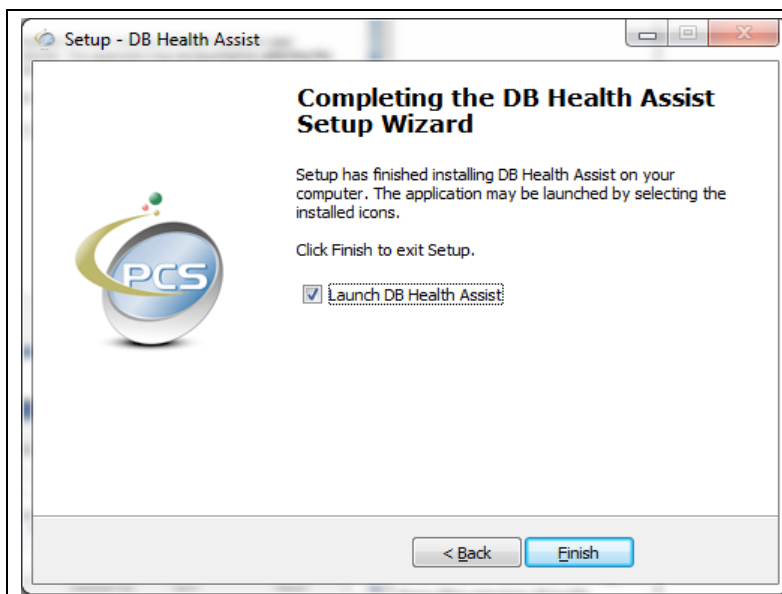 Setup - DB Health Assist
Completing the DB Health Assist
Setup Wizard
Setup has finished installing DB Health Assist on your
computer. The application may be launched by selecting the
installed icons.
Click Finish to exit Setup.
PCS
Launch DB Health Assist
< Back
Finish